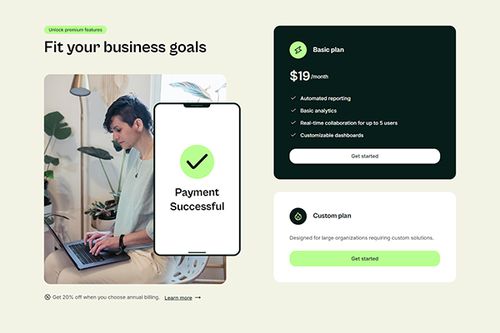 Unlock premium features
Fit your business goals
Payment
Successful
Get 20% off when you choose annual billing. Learn more →
Basic plan
$19/month
Automated reporting
Basic analytics
Real-time collaboration for up to 5 users
Customizable dashboards
Get started
Custom plan
Designed for large organizations requiring custom solutions.
Get started